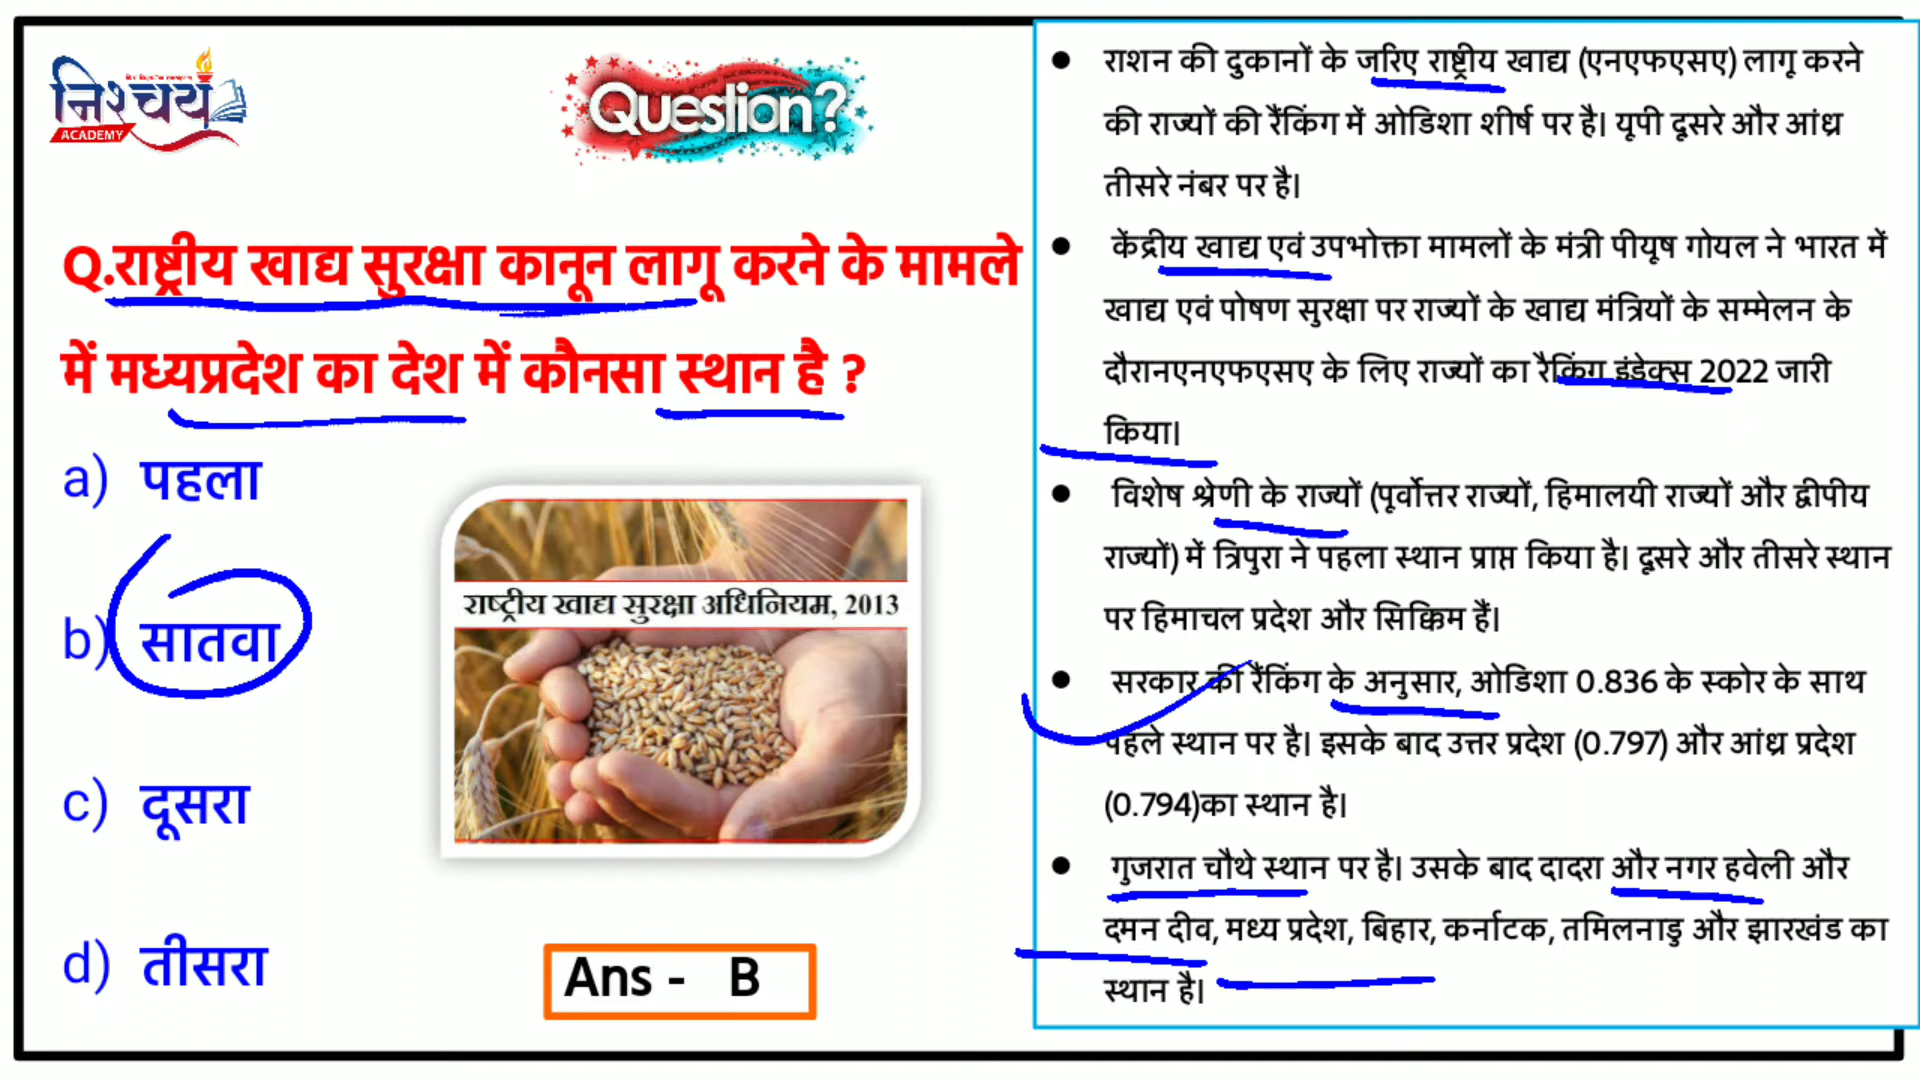 निश्चय
ACADEMY
Question?
Q.राष्ट्रीय खाद्य सुरक्षा कानून लागू करने के मामले
में मध्यप्रदेश का देश में कौनसा स्थान है ?
a) पहला
b) सातवा
c) दूसरा
d) तीसरा
राष्ट्रीय खाद्य सुरक्षा अधिनियम, 2013
Ans - B
● राशन की दुकानों के जरिए राष्ट्रीय खाद्य (एनएफएसए) लागू करने
की राज्यों की रैंकिंग में ओडिशा शीर्ष पर है। यूपी दूसरे और आंध्र
तीसरे नंबर पर है।
● केंद्रीय खाद्य एवं उपभोक्ता मामलों के मंत्री पीयूष गोयल ने भारत में
खाद्य एवं पोषण सुरक्षा पर राज्यों के खाद्य मंत्रियों के सम्मेलन के
दौरानएनएफएसए के लिए राज्यों का रैकिंग इंडेक्स 2022 जारी
किया।
● विशेष श्रेणी के राज्यों (पूर्वोत्तर राज्यों, हिमालयी राज्यों और द्वीपीय
राज्यों) में त्रिपुरा ने पहला स्थान प्राप्त किया है। दूसरे और तीसरे स्थान
पर हिमाचल प्रदेश और सिक्किम हैं।
● सरकार की रैंकिंग के अनुसार, ओडिशा 0.836 के स्कोर के साथ
पहले स्थान पर है। इसके बाद उत्तर प्रदेश (0.797) और आंध्र प्रदेश
(0.794)का स्थान है।
● गुजरात चौथे स्थान पर है। उसके बाद दादरा और नगर हवेली और
दमन दीव, मध्य प्रदेश, बिहार, कर्नाटक, तमिलनाडु और झारखंड का
स्थान है।